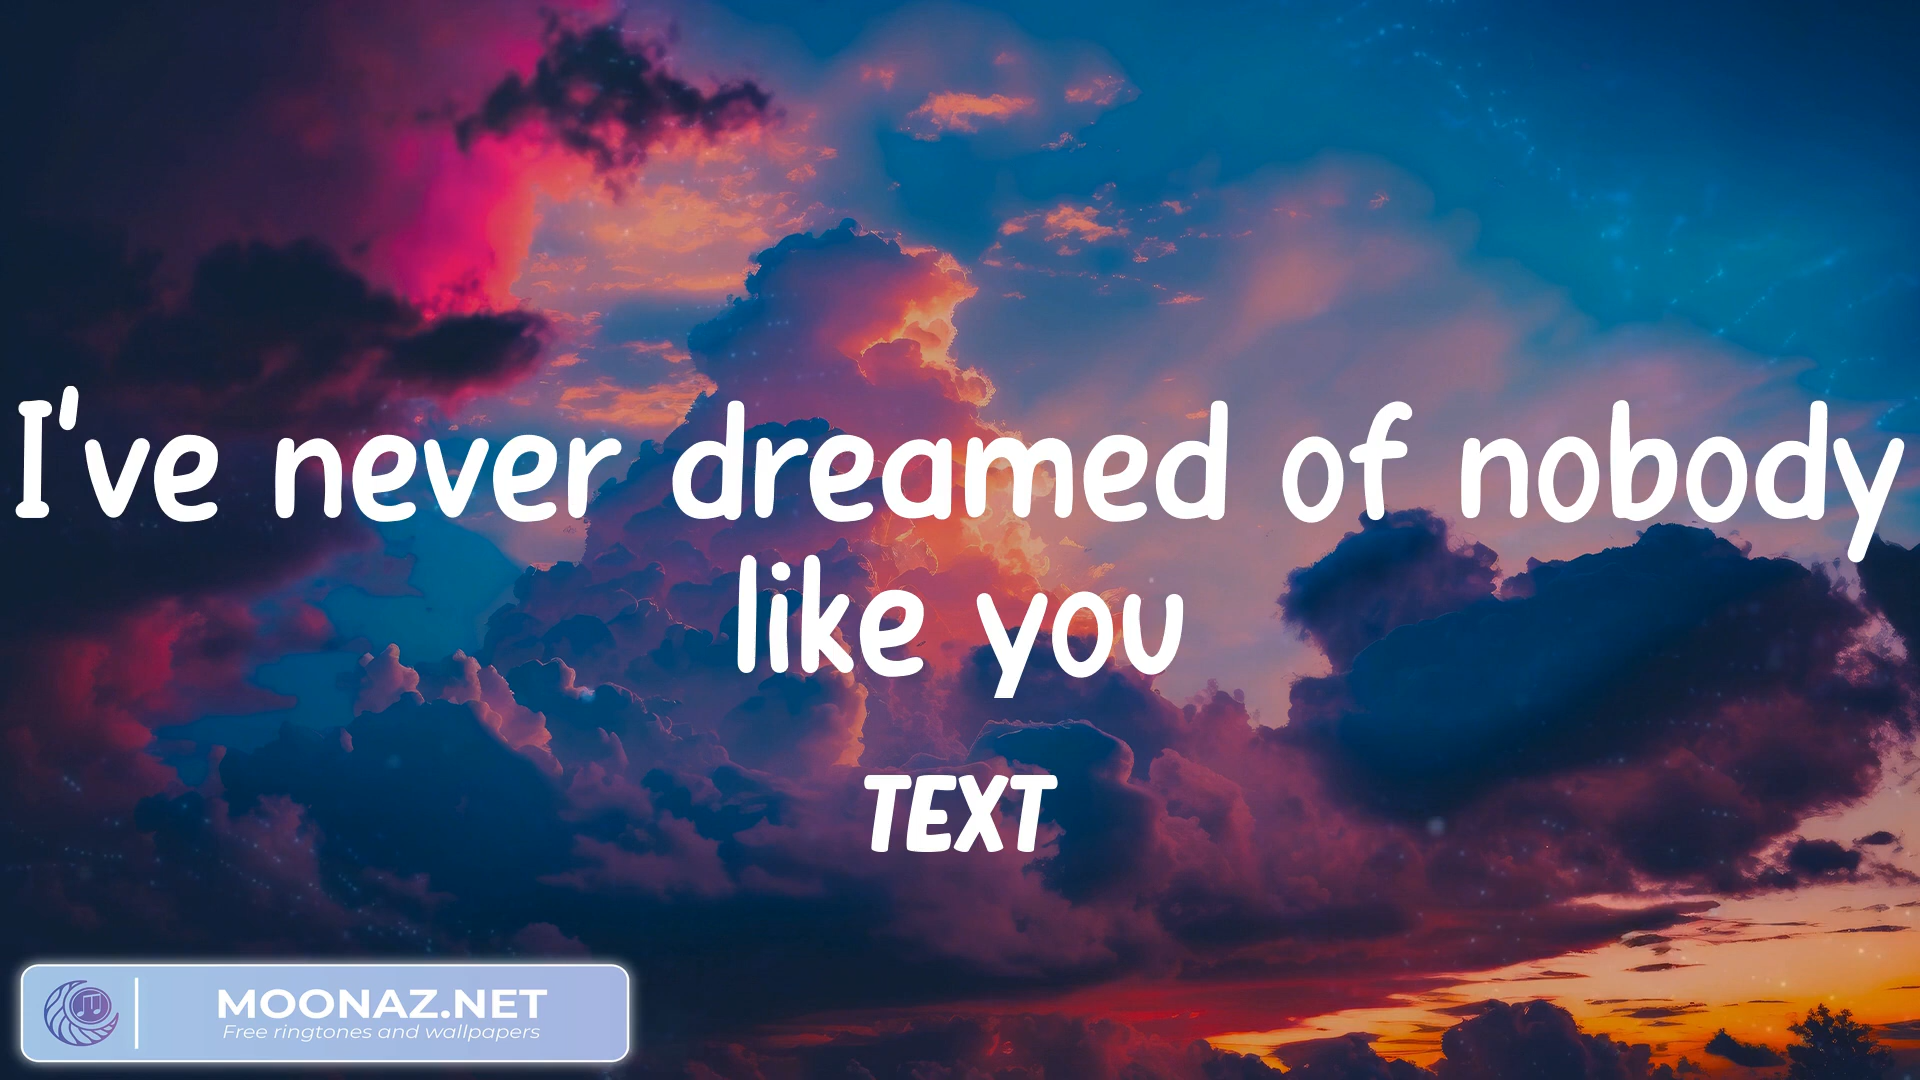 I've never dreamed of nobody
like you
TEXT
MOONAZ.NET
Free ringtones and wallpapers